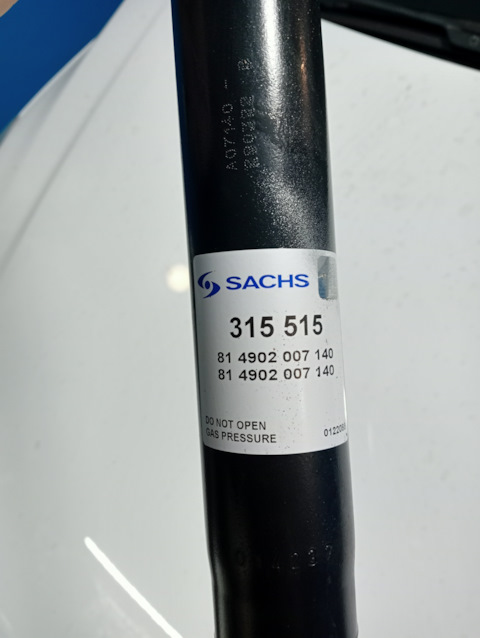 A07140 -
SACHS
315 515
81 4902 007 140
81 4902 007 140
DO NOT OPEN
GAS PRESSURE